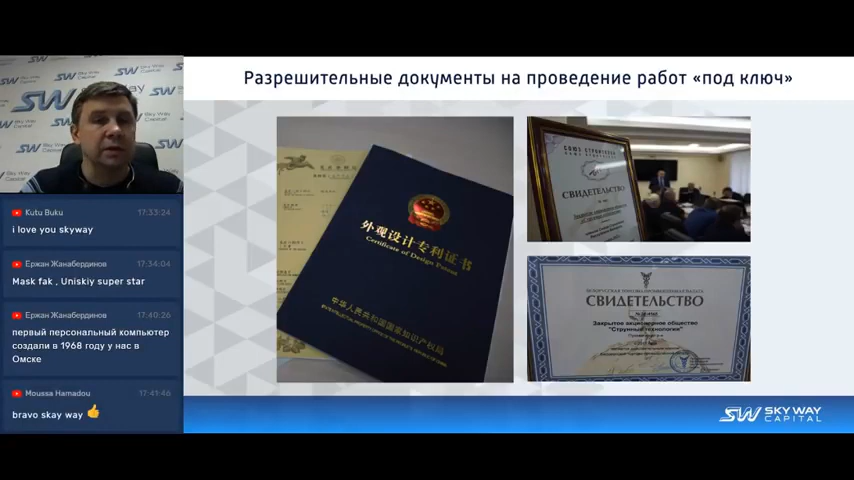 Разрешительные документы на проведение работ «под ключ»
SKY WAY
CAPITAL
Kutu Buku 17:33:24
i love you skyway
Ержан Жанабердинов 17:34:04
Mask fak , Uniskiy super star
Ержан Жанабердинов 17:40:26
первый персональный компьютер
создали в 1968 году у нас в
Омске
Moussa Hamadou 17:41:46
bravo skay way 👍
外观设计专利证书
Certificate of Design Patent
中华人民共和国国家知识产权局
СВИДЕТЕЛЬСТВО
СВИДЕТЕЛЬСТВО
Закрытое акционерное общество
"Струнные технологии"
SW SKY WAY
CAPITAL